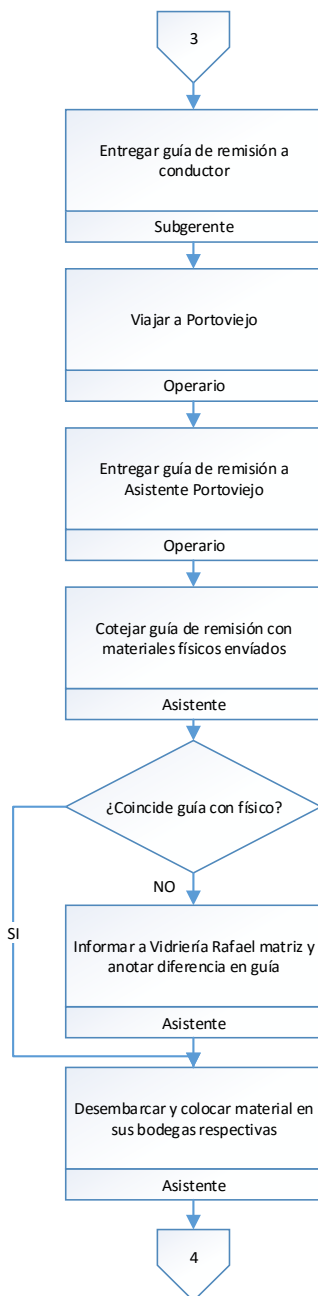 3
Entregar guía de remisión a
conductor
Subgerente
Viajar a Portoviejo
Operario
Entregar guía de remisión a
Asistente Portoviejo
Operario
Cotejar guía de remisión con
materiales físicos envíados
Asistente
¿Coincide guía con físico?
NO
SI
Informar a Vidriería Rafael matriz y
anotar diferencia en guía
Asistente
Desembarcar y colocar material en
sus bodegas respectivas
Asistente
4